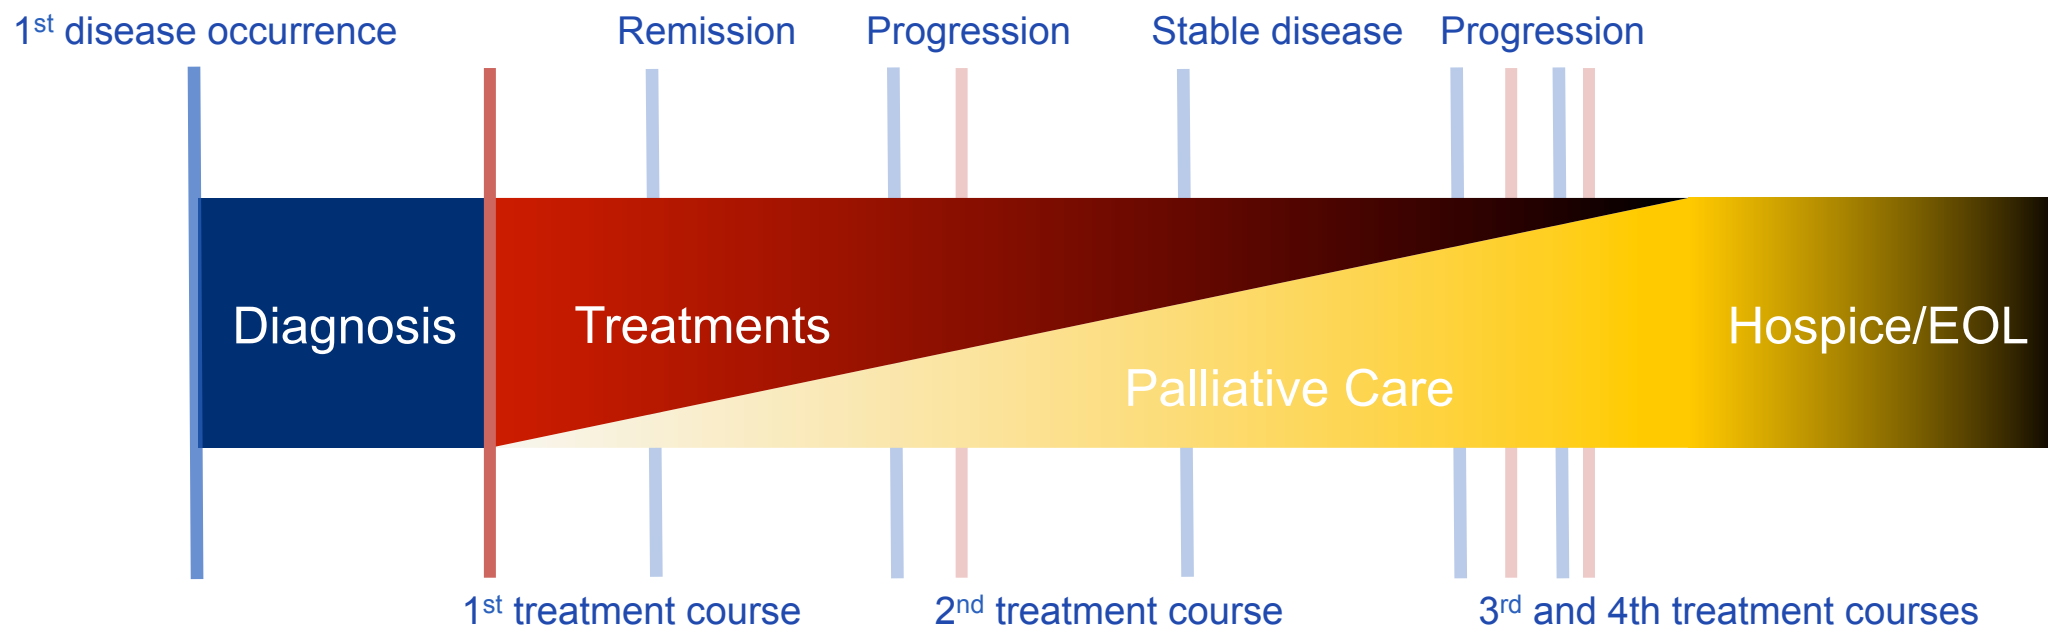 1st disease occurrence
Remission
Progression
Stable disease
Progression
Diagnosis
Treatments
Palliative Care
Hospice/EOL
1st treatment course
2nd treatment course
3rd and 4th treatment courses